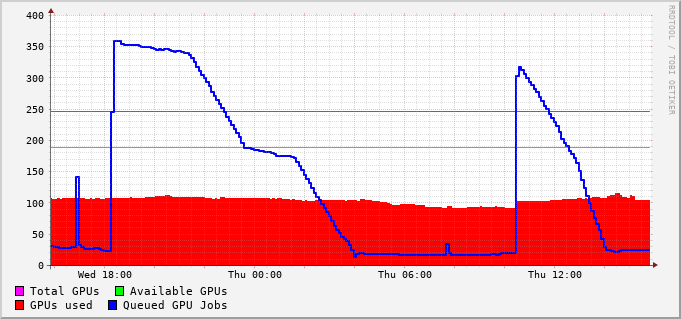 400
350
300
250
200
150
100
50
0
Wed 18:00 Thu 00:00 Thu 06:00 Thu 12:00
RRDTOOL / TOBI OETIKER
Total GPUs Available GPUs
GPUs used Queued GPU Jobs